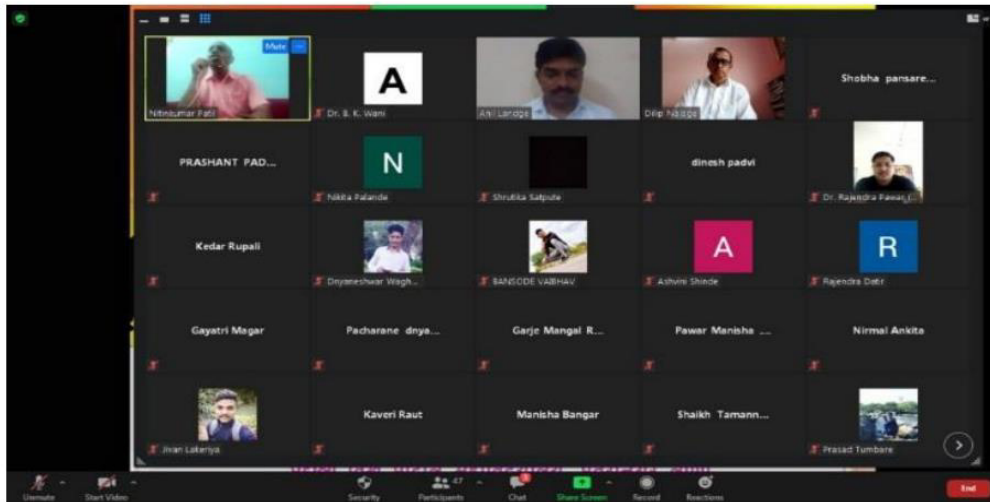 Mute
Nitinkumar Patil
A
Dr. B. K. Wani
Anil Landge
Dilip Nalage
Shobha pansare...
PRASHANT PAD...
N
Nikita Palande
Shrutika Satpute
dinesh padvi
Dr. Rajendra Pawar
Kedar Rupali
Dnyaneshwar Wagh...
BANSODE VAIBHAV
A
Ashvini Shinde
R
Rajendra Datir
Gayatri Magar
Pacharane dnya...
Garje Mangal R...
Pawar Manisha ...
Nirmal Ankita
Jivan Lakeriya
Kaveri Raut
Manisha Bangar
Shaikh Tamann...
Prasad Tumbare
Unmute
Start Video
Security
47
Participants
Chat
Share Screen
Record
Reactions
End